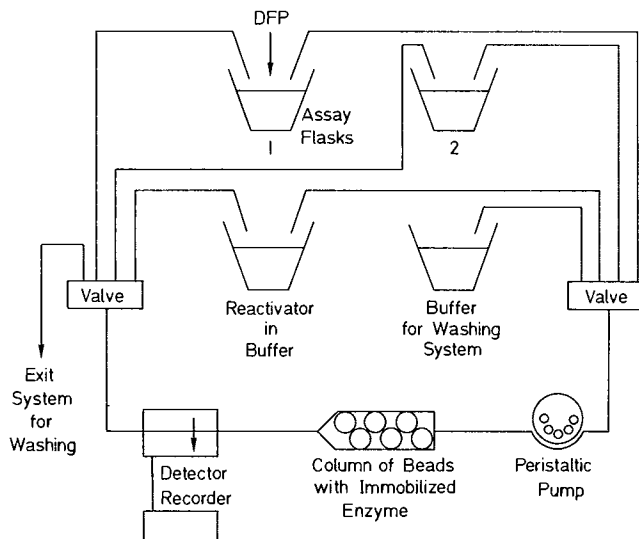 DFP
Assay
Flasks
1
2
Valve
Valve
Reactivator
in
Buffer
Buffer
for Washing
System
Exit
System
for
Washing
Detector
Recorder
Column of Beads
with Immobilized
Enzyme
Peristaltic
Pump